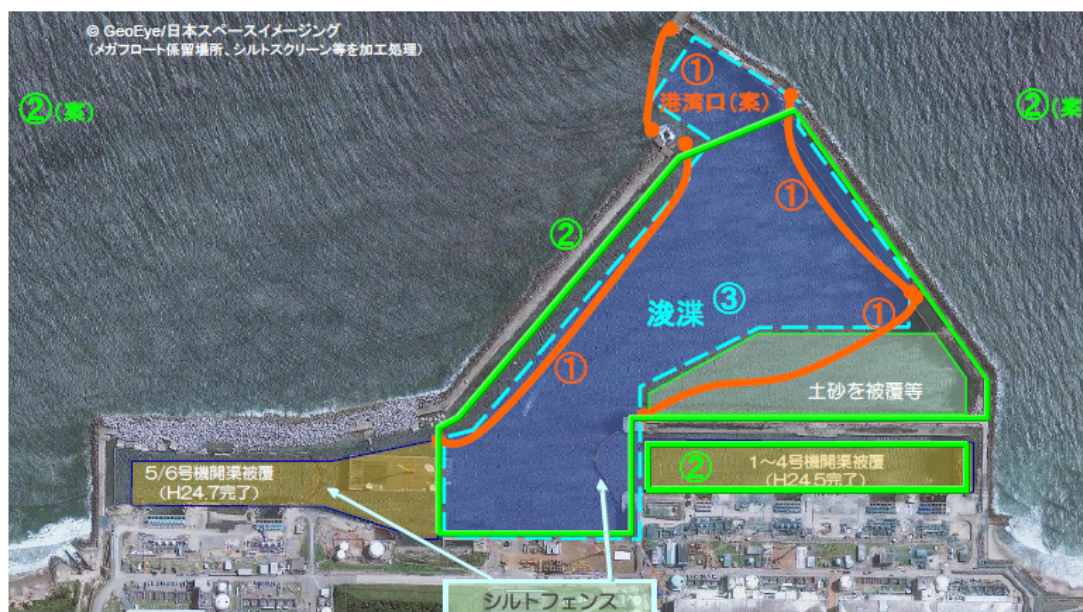 © GeoEye/日本スペースイメージング
(メガフロート係留場所、シルトスクリーン等を加工処理)
①
港湾口(案)
②(案)
②(案
①
②
浚渫 ③
①
①
土砂を被覆等
5/6号機開渠被覆
(H24.7完了)
②
1～4号機開渠被覆
(H24.5完了)
シルトフェンス